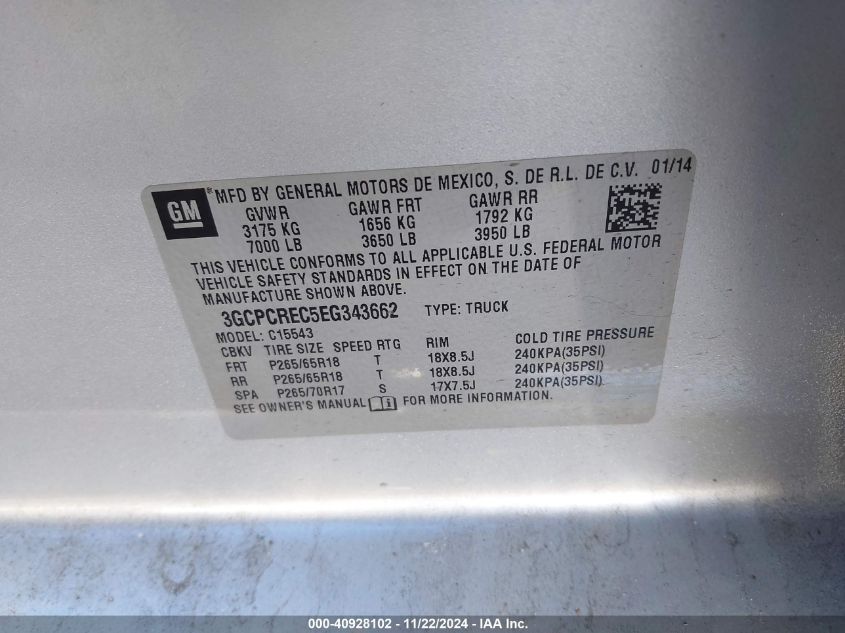 GM
® MFD BY GENERAL MOTORS DE MEXICO, S. DE R.L. DE C.V. 01/14
GVWR GAWR FRT GAWR RR
3175 KG 1656 KG 1792 KG
7000 LB 3650 LB 3950 LB
THIS VEHICLE CONFORMS TO ALL APPLICABLE U.S. FEDERAL MOTOR
VEHICLE SAFETY STANDARDS IN EFFECT ON THE DATE OF
MANUFACTURE SHOWN ABOVE.
3GCPCREC5EG343662 TYPE: TRUCK
MODEL: C15543
CBKV TIRE SIZE SPEED RTG RIM COLD TIRE PRESSURE
FRT P265/65R18 T 18X8.5J 240KPA(35PSI)
RR P265/65R18 T 18X8.5J 240KPA(35PSI)
SPA P265/70R17 S 17X7.5J 240KPA(35PSI)
SEE OWNER'S MANUAL FOR MORE INFORMATION.
000-40928102 - 11/22/2024 - Copyright © IAA, Inc.